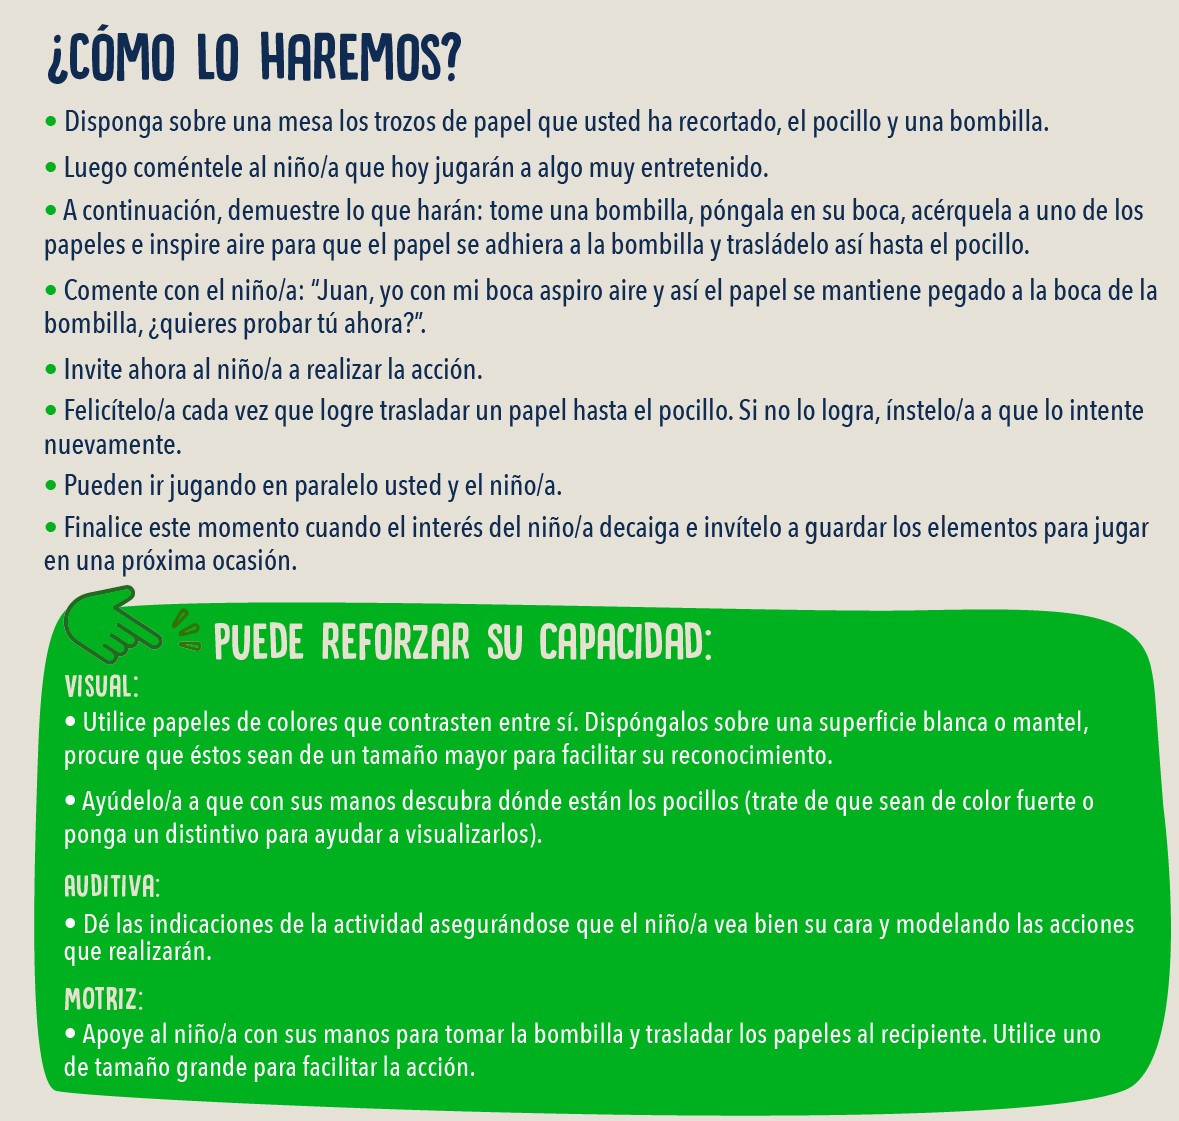 ¿CÓMO LO HAREMOS?
• Disponga sobre una mesa los trozos de papel que usted ha recortado, el pocillo y una bombilla.
• Luego coméntele al niño/a que hoy jugarán a algo muy entretenido.
• A continuación, demuestre lo que harán: tome una bombilla, póngala en su boca, acérquela a uno de los
papeles e inspire aire para que el papel se adhiera a la bombilla y trasládelo así hasta el pocillo.
• Comente con el niño/a: “Juan, yo con mi boca aspiro aire y así el papel se mantiene pegado a la boca de la
bombilla, ¿quieres probar tú ahora?”.
• Invite ahora al niño/a a realizar la acción.
• Felicítelo/a cada vez que logre trasladar un papel hasta el pocillo. Si no lo logra, ínstelo/a a que lo intente
nuevamente.
• Pueden ir jugando en paralelo usted y el niño/a.
• Finalice este momento cuando el interés del niño/a decaiga e invítelo a guardar los elementos para jugar
en una próxima ocasión.
PUEDE REFORZAR SU CAPACIDAD:
VISUAL:
• Utilice papeles de colores que contrasten entre sí. Dispóngalos sobre una superficie blanca o mantel,
procure que éstos sean de un tamaño mayor para facilitar su reconocimiento.
• Ayúdelo/a a que con sus manos descubra dónde están los pocillos (trate de que sean de color fuerte o
ponga un distintivo para ayudar a visualizarlos).
AUDITIVA:
• Dé las indicaciones de la actividad asegurándose que el niño/a vea bien su cara y modelando las acciones
que realizarán.
MOTRIZ:
• Apoye al niño/a con sus manos para tomar la bombilla y trasladar los papeles al recipiente. Utilice uno
de tamaño grande para facilitar la acción.